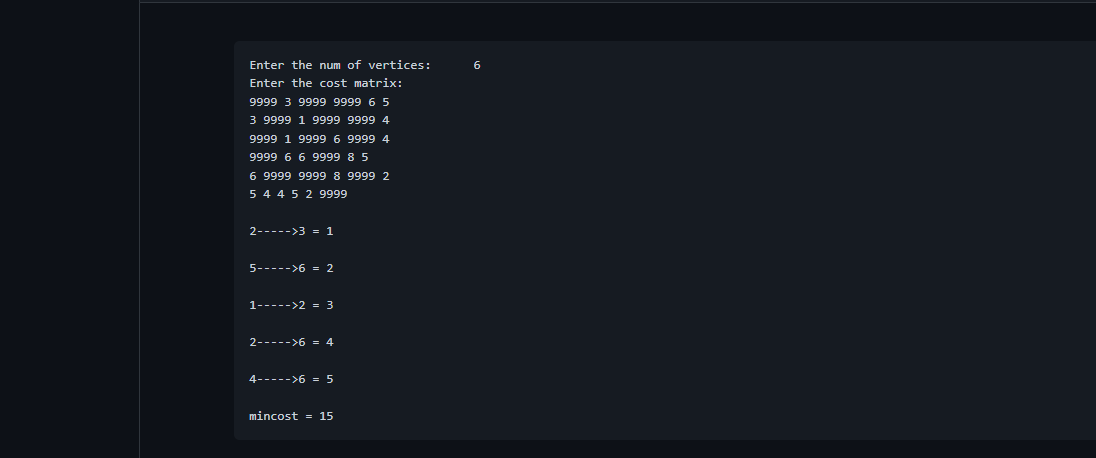 Enter the num of vertices:      6
Enter the cost matrix:
9999 3 9999 9999 6 5
3 9999 1 9999 9999 4
9999 1 9999 6 9999 4
9999 6 6 9999 8 5
6 9999 9999 8 9999 2
5 4 4 5 2 9999
2----->3 = 1
5----->6 = 2
1----->2 = 3
2----->6 = 4
4----->6 = 5
mincost = 15